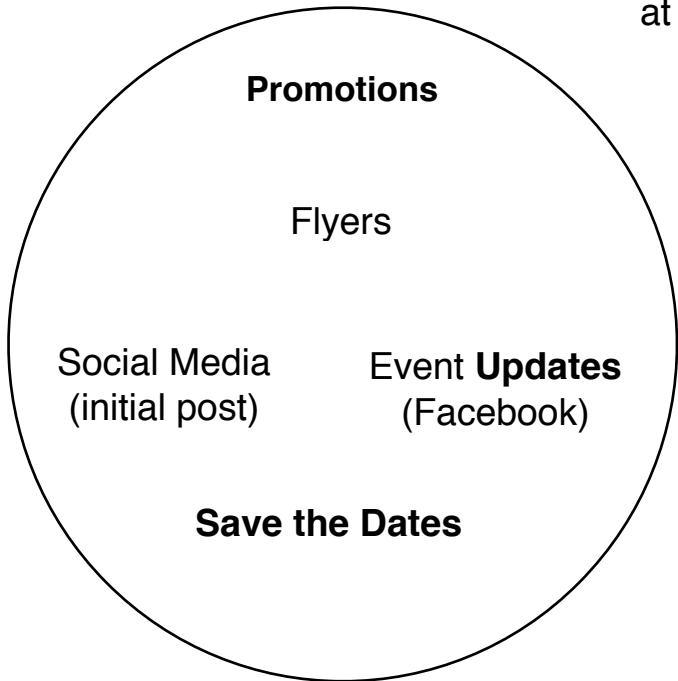 at
Promotions
Flyers
Social Media
(initial post)
Event Updates
(Facebook)
Save the Dates